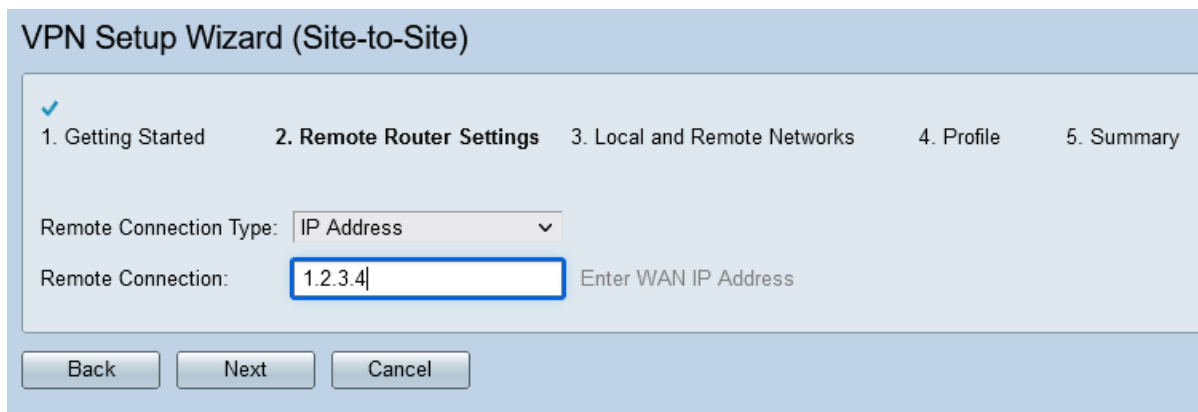 VPN Setup Wizard (Site-to-Site)
1. Getting Started 2. Remote Router Settings 3. Local and Remote Networks 4. Profile 5. Summary
Remote Connection Type: IP Address
Remote Connection: 1.2.3.4 Enter WAN IP Address
Back Next Cancel